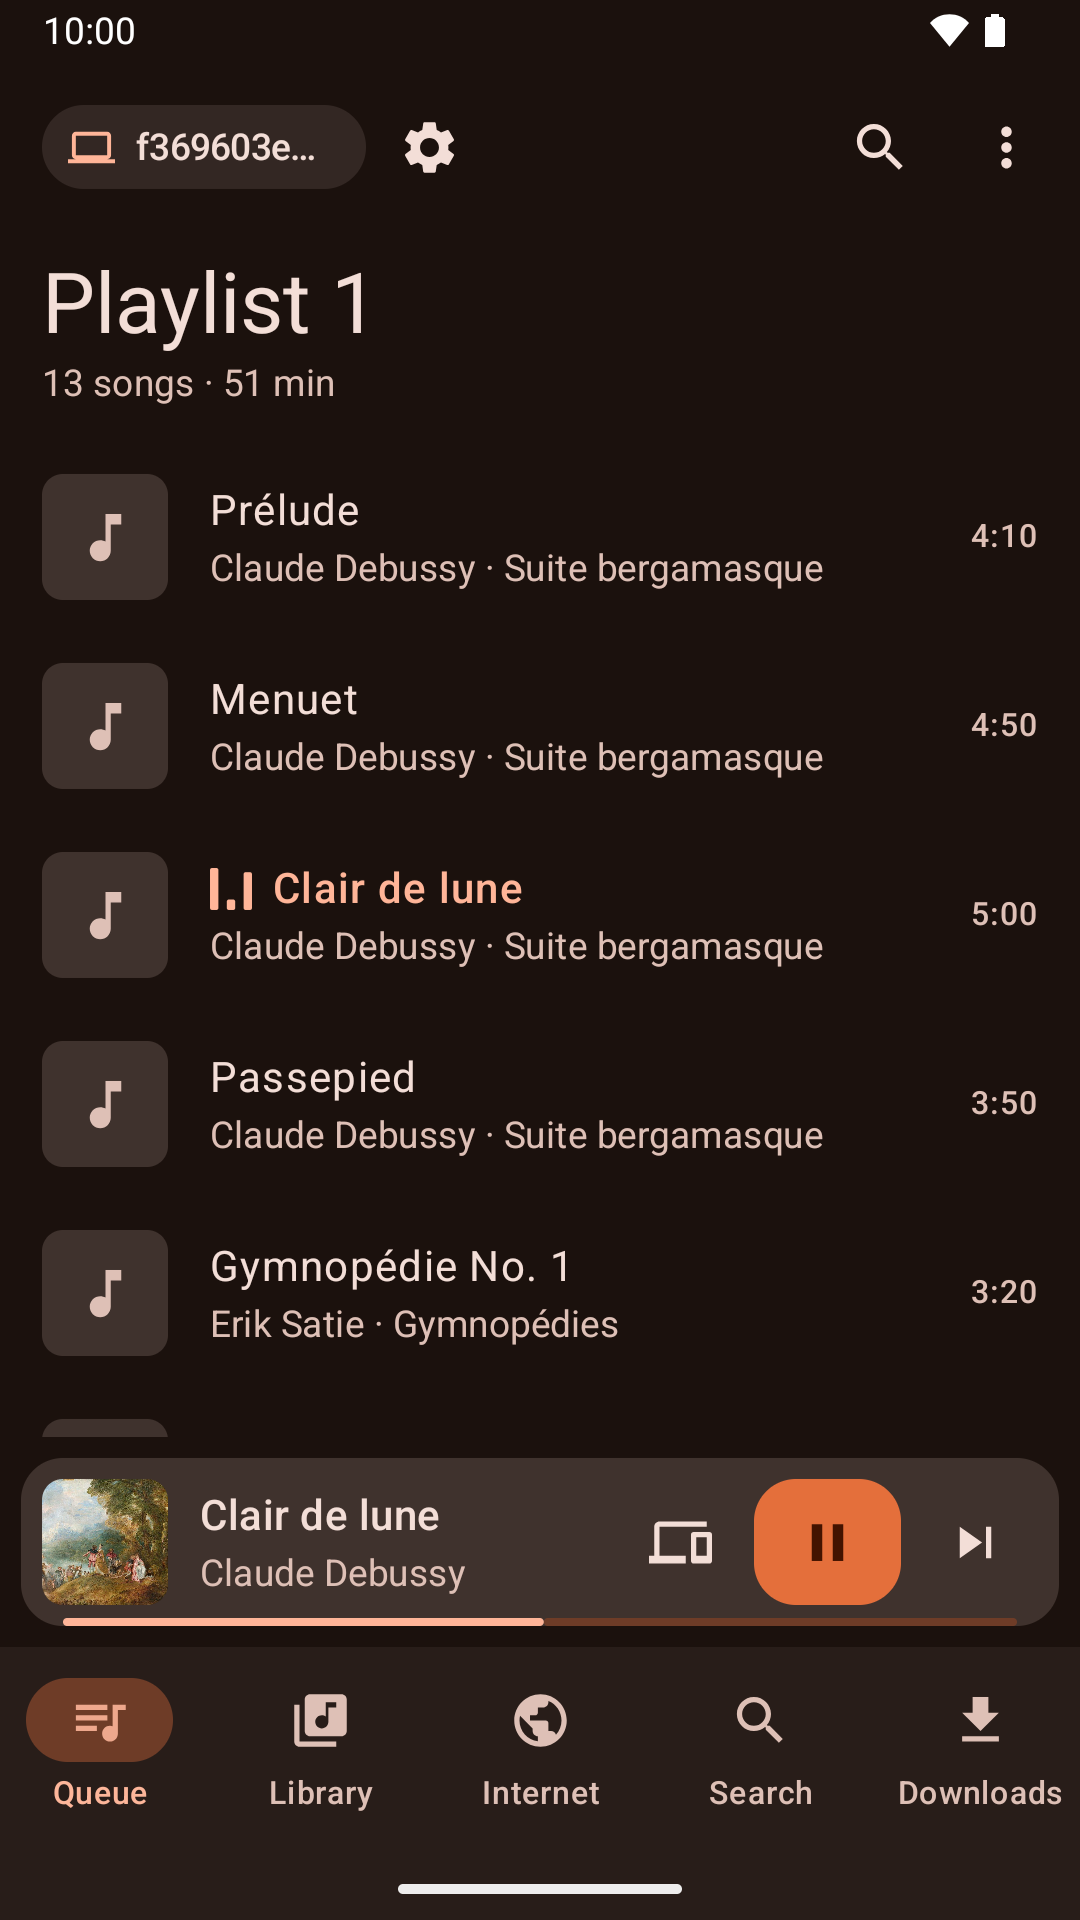 10:00
f369603e…
Playlist 1
13 songs · 51 min
Prélude
Claude Debussy · Suite bergamasque
4:10
Menuet
Claude Debussy · Suite bergamasque
4:50
Clair de lune
Claude Debussy · Suite bergamasque
5:00
Passepied
Claude Debussy · Suite bergamasque
3:50
Gymnopédie No. 1
Erik Satie · Gymnopédies
3:20
Clair de lune
Claude Debussy
Queue
Library
Internet
Search
Downloads